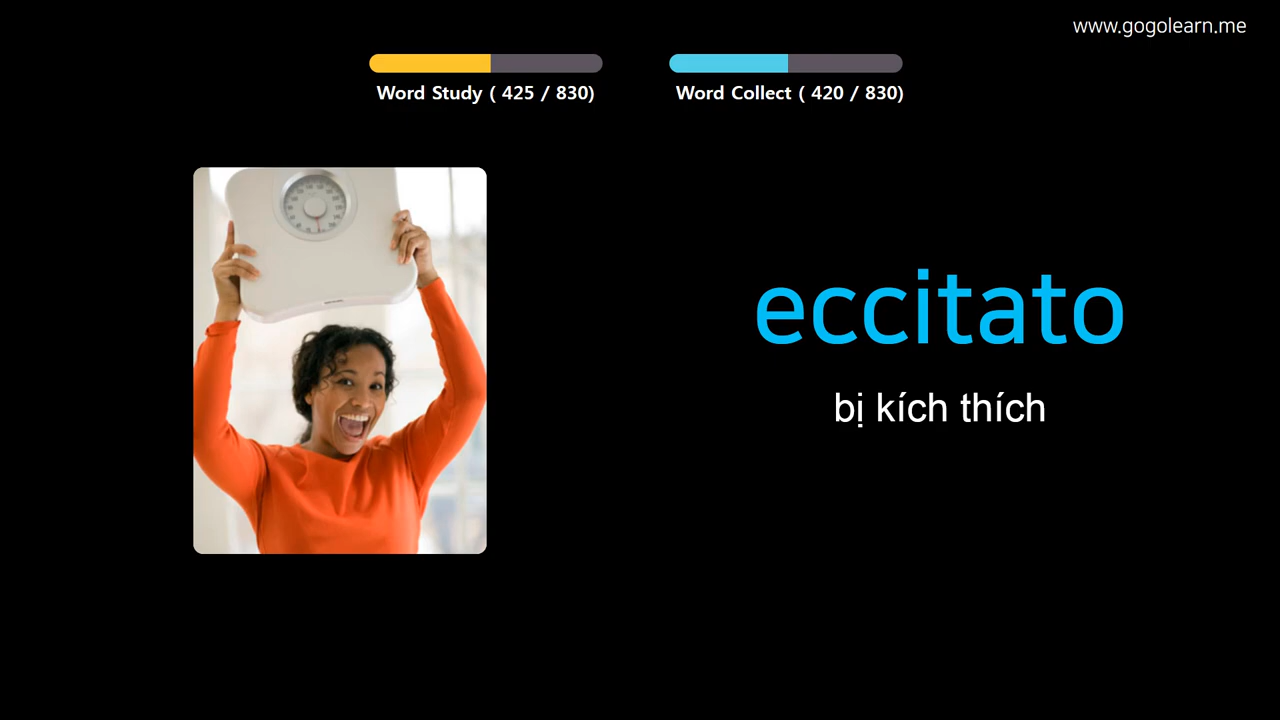 www.gogolearn.me
Word Study ( 425 / 830)
Word Collect ( 420 / 830)
eccitato
bị kích thích